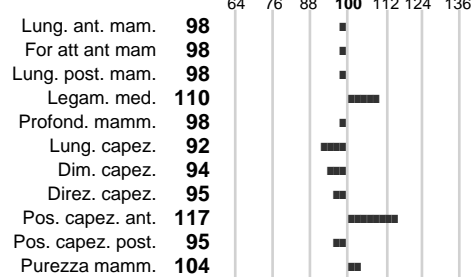 64 76 88 100 112 124 136
Lung. ant. mam. 98
For att ant mam 98
Lung. post. mam. 98
Legam. med. 110
Profond. mamm. 98
Lung. capez. 92
Dim. capez. 94
Direz. capez. 95
Pos. capez. ant. 117
Pos. capez. post. 95
Purezza mamm. 104